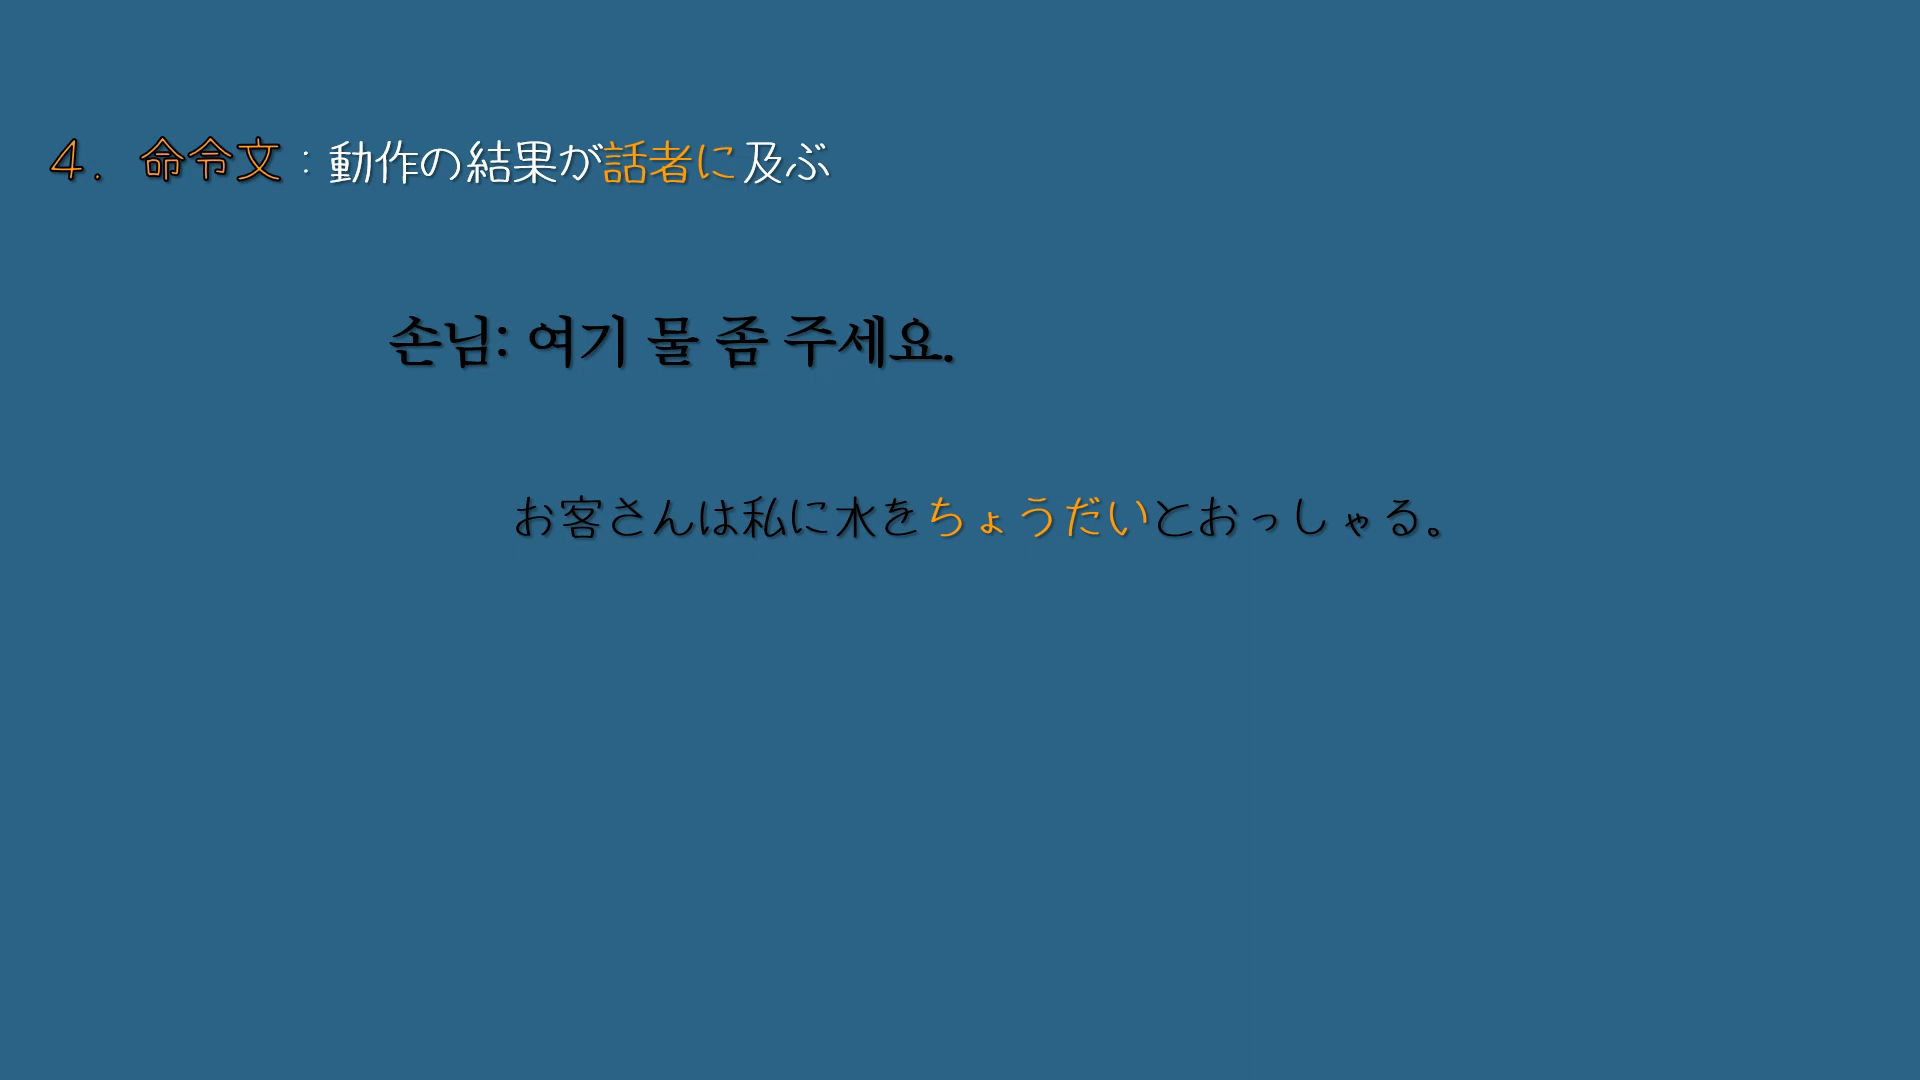 ４．命令文：動作の結果が話者に及ぶ
손님: 여기 물 좀 주세요.
お客さんは私に水をちょうだいとおっしゃる。